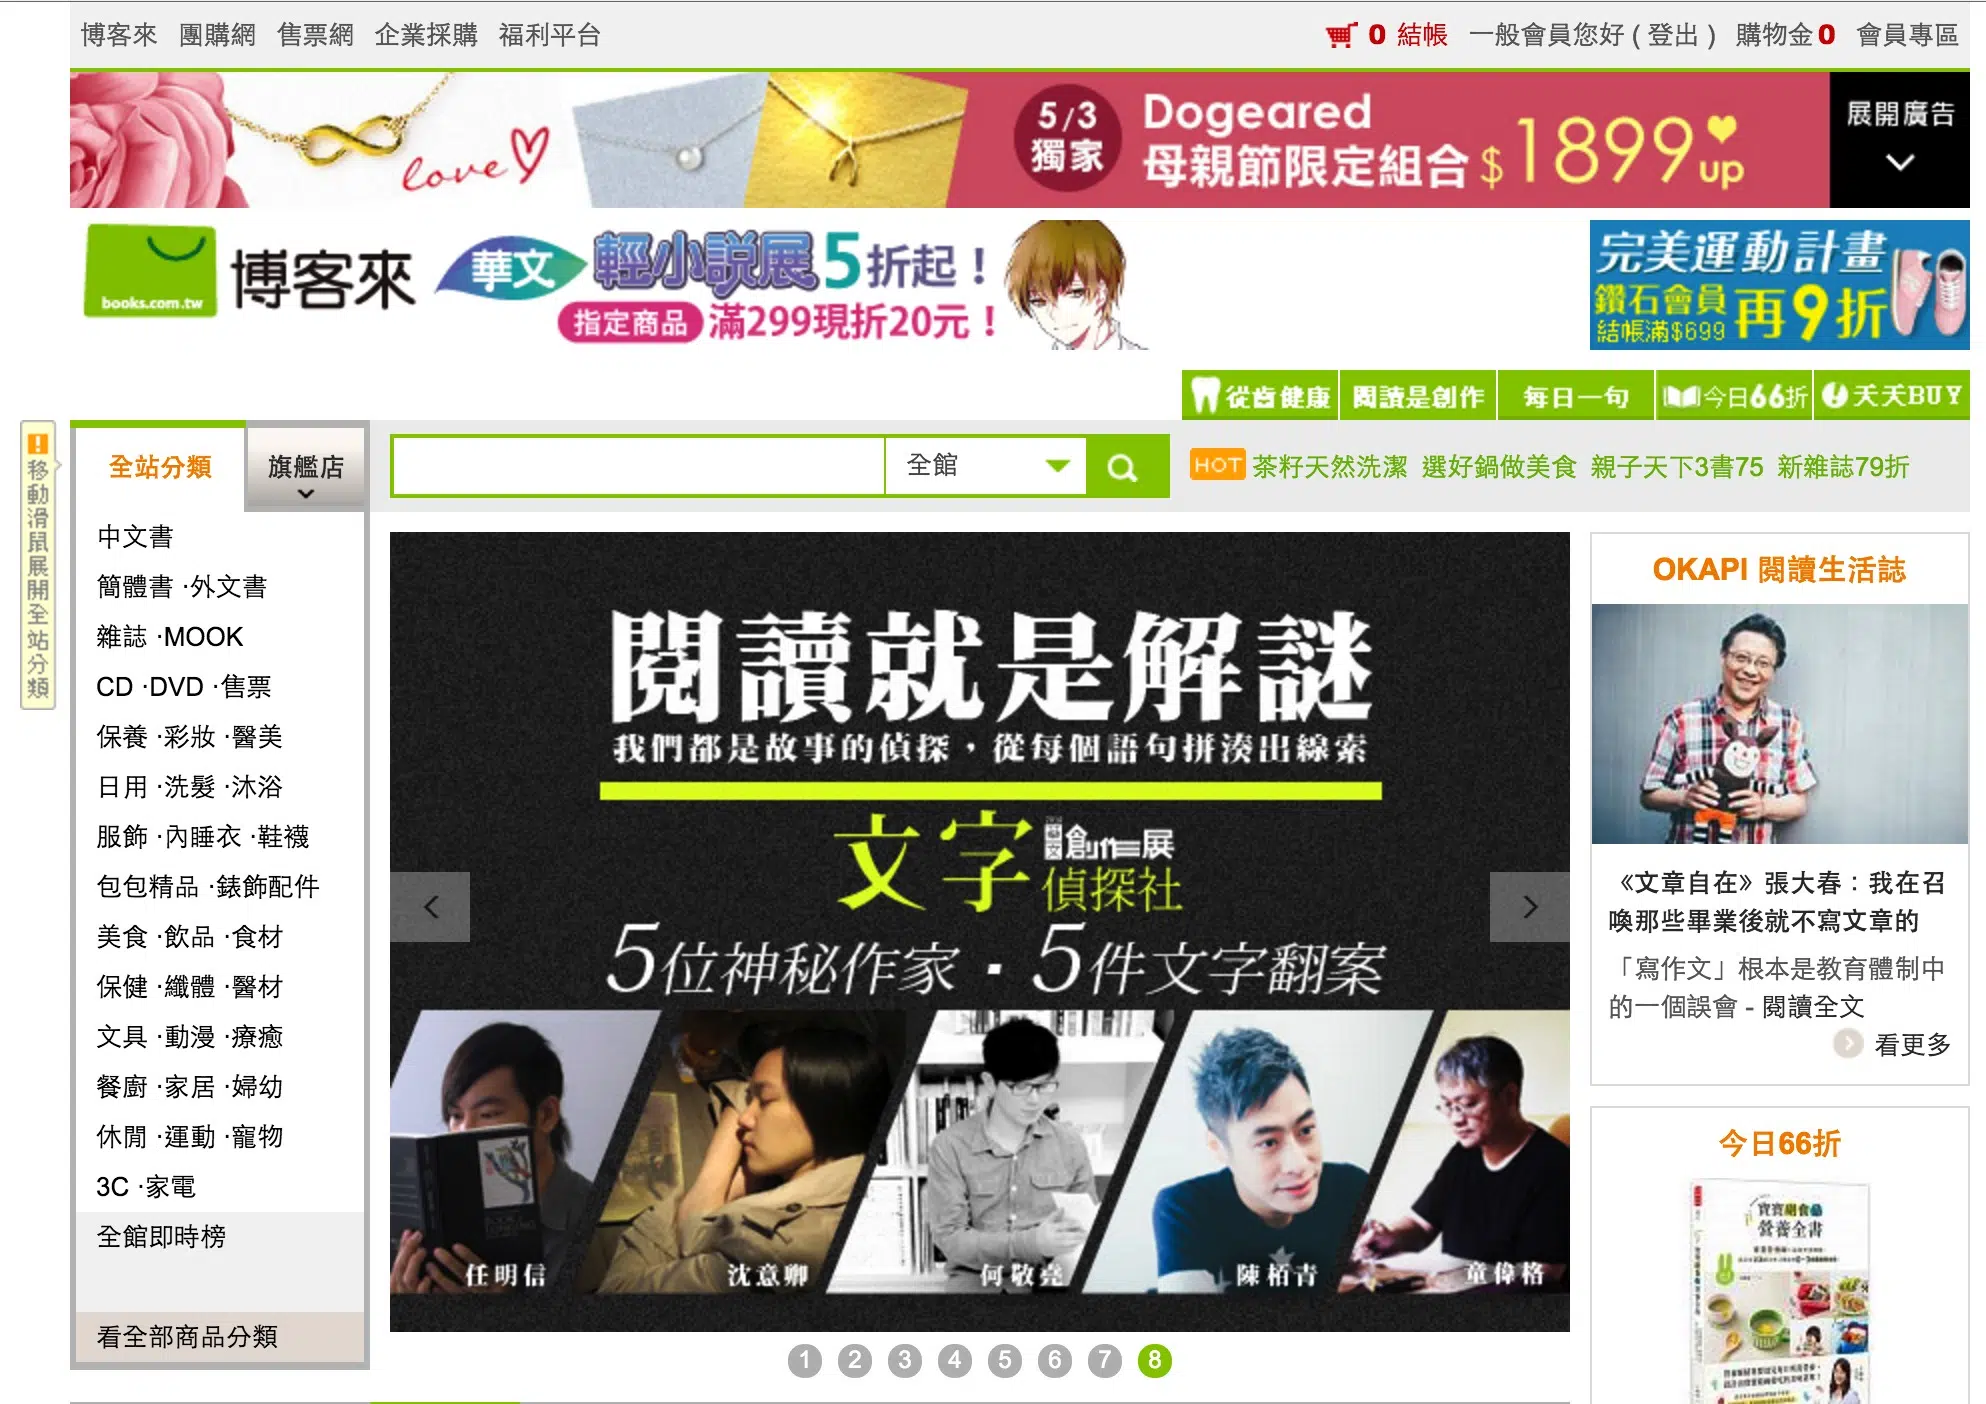 博客來 團購網 售票網 企業採購 福利平台
0 結帳 一般會員您好 ( 登出 ) 購物金0 會員專區
love
5/3
獨家
Dogeared
母親節限定組合 $1899up
展開廣告
books.com.tw
博客來
華文 輕小說展 5折起！
指定商品 滿299現折20元！
完美運動計畫
鑽石會員
結帳滿$699
再9折
從齒健康
閱讀是創作
每日一句
今日66折
天天BUY
移動滑鼠展開全站分類
全站分類
旗艦店
全館
HOT 茶籽天然洗潔 選好鍋做美食 親子天下3書75 新雜誌79折
中文書
簡體書 ·外文書
雜誌 ·MOOK
CD ·DVD ·售票
保養 ·彩妝 ·醫美
日用 ·洗髮 ·沐浴
服飾 ·內睡衣 ·鞋襪
包包精品 ·錶飾配件
美食 ·飲品 ·食材
保健 ·纖體 ·醫材
文具 ·動漫 ·療癒
餐廚 ·家居 ·婦幼
休閒 ·運動 ·寵物
3C ·家電
全館即時榜
看全部商品分類
閱讀就是解謎
我們都是故事的偵探，從每個語句拼湊出線索
文字
華文創作展
偵探社
5位神秘作家 ‧ 5件文字翻案
任明信
沈意卿
何敬堯
陳栢青
童偉格
1 2 3 4 5 6 7 8
OKAPI 閱讀生活誌
《文章自在》張大春：我在召
喚那些畢業後就不寫文章的
「寫作文」根本是教育體制中
的一個誤會 - 閱讀全文
看更多
今日66折
寶寶副食品
營養全書